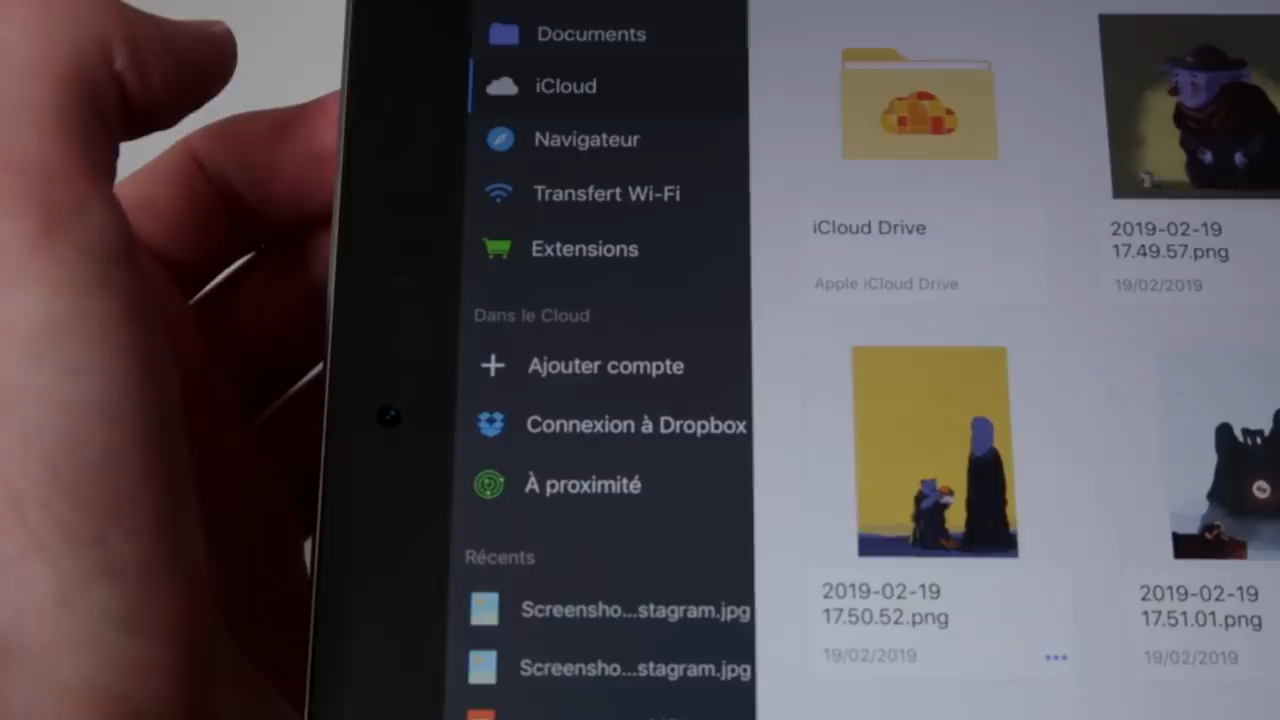 Documents
iCloud
Navigateur
Transfert Wi-Fi
Extensions
Dans le Cloud
Ajouter compte
Connexion à Dropbox
À proximité
Récents
Screensho...stagram.jpg
Screensho...stagram.jpg
iCloud Drive
Apple iCloud Drive
2019-02-19
17.49.57.png
19/02/2019
2019-02-19
17.50.52.png
19/02/2019
2019-02-19
17.51.01.png
19/02/2019